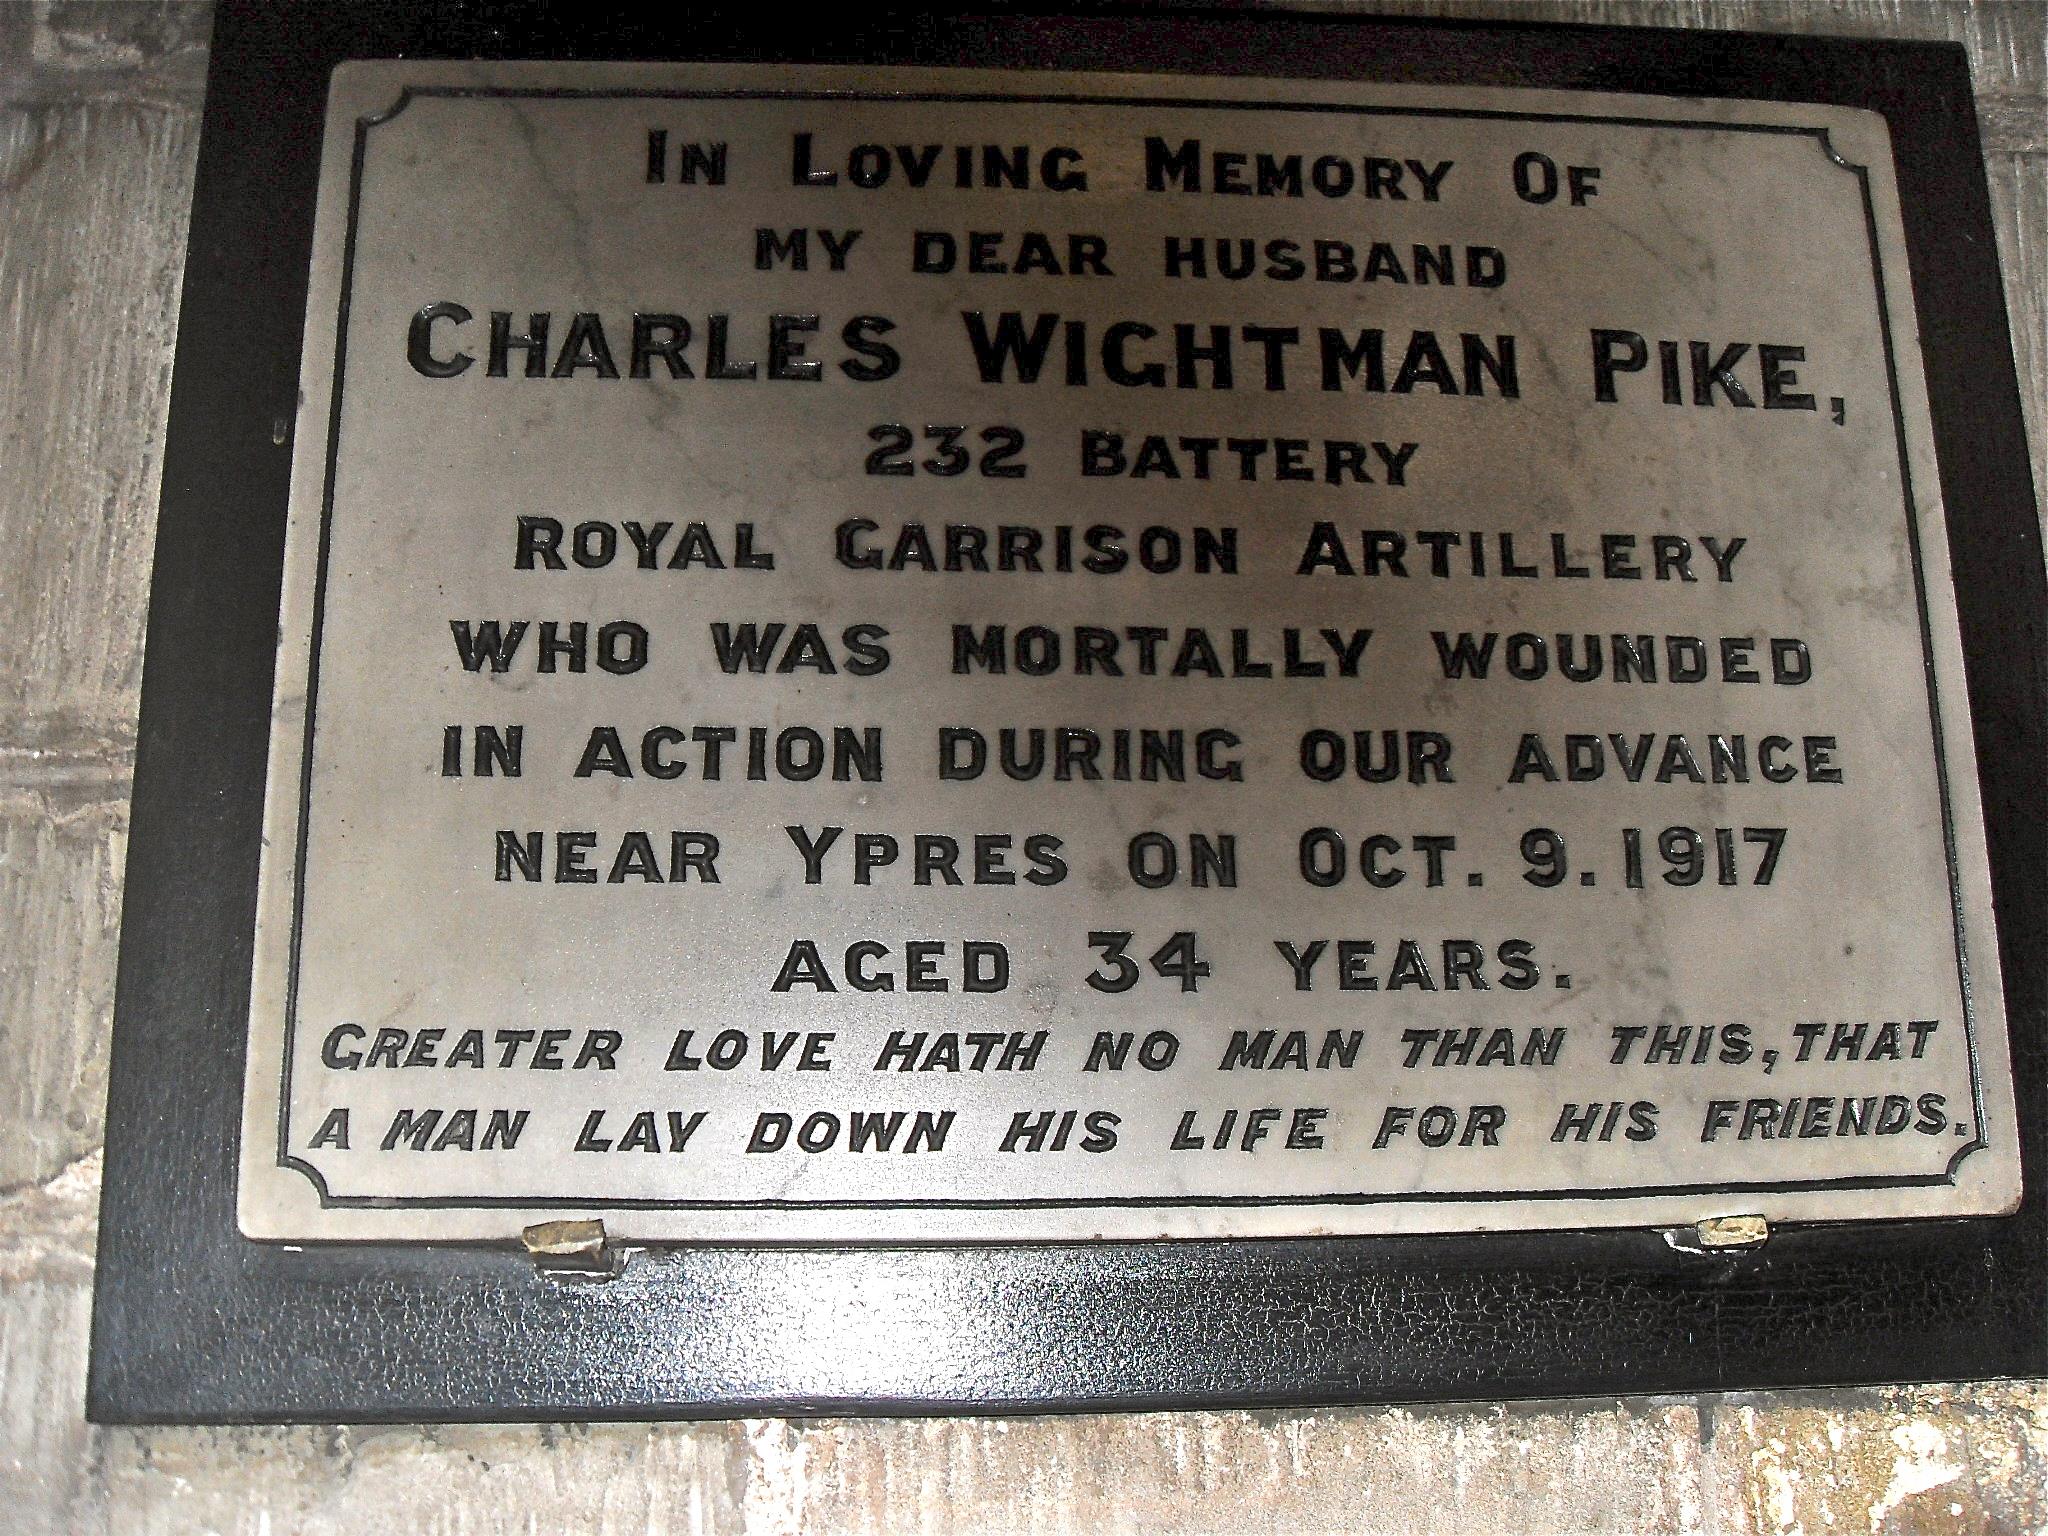 In Loving Memory Of
MY DEAR HUSBAND
CHARLES WIGHTMAN PIKE,
232 BATTERY
ROYAL GARRISON ARTILLERY
WHO WAS MORTALLY WOUNDED
IN ACTION DURING OUR ADVANCE
NEAR YPRES ON OCT. 9. 1917
AGED 34 YEARS.
GREATER LOVE HATH NO MAN THAN THIS, THAT
A MAN LAY DOWN HIS LIFE FOR HIS FRIENDS.